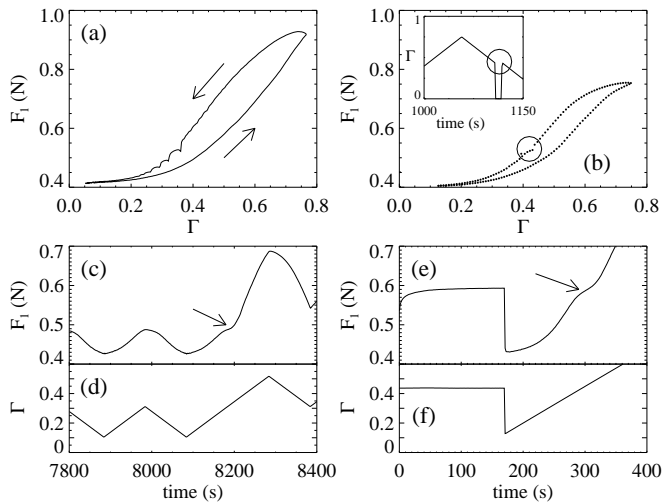 (a)
1.0
0.8
0.6
0.4
F₁ (N)
0.0 0.2 0.4 0.6 0.8
Γ
(b)
1.0
0.8
0.6
0.4
F₁ (N)
0.0 0.2 0.4 0.6 0.8
Γ
1
Γ
0
1000 1150
time (s)
(c)
0.7
0.6
0.5
0.4
F₁ (N)
(d)
0.4
0.2
0
Γ
7800 8000 8200 8400
time (s)
(e)
0.7
0.6
0.5
0.4
F₁ (N)
(f)
0.4
0.2
0
Γ
0 100 200 300 400
time (s)